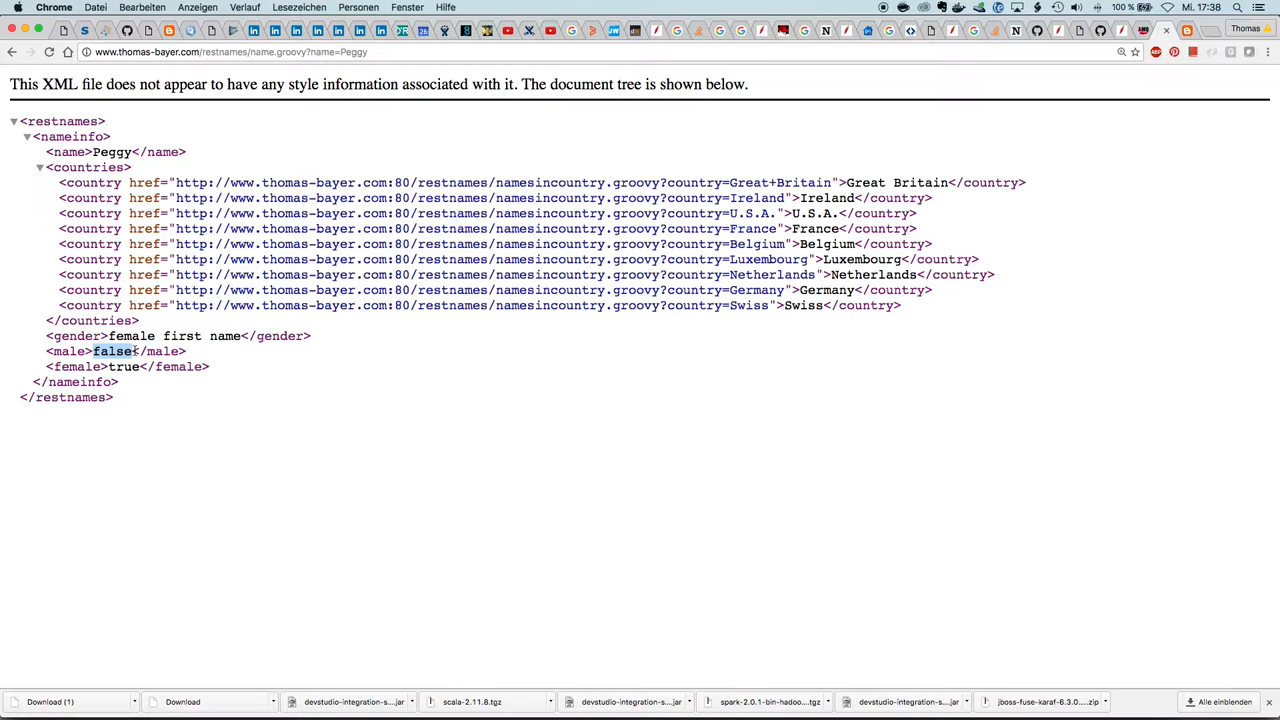 Chrome Datei Bearbeiten Anzeigen Verlauf Lesezeichen Personen Fenster Hilfe 100 % Mi. 17:38
Thomas
www.thomas-bayer.com/restnames/name.groovy?name=Peggy
This XML file does not appear to have any style information associated with it. The document tree is shown below.
<restnames>
<nameinfo>
<name>Peggy</name>
<countries>
<country href="http://www.thomas-bayer.com:80/restnames/namesincountry.groovy?country=Great+Britain">Great Britain</country>
<country href="http://www.thomas-bayer.com:80/restnames/namesincountry.groovy?country=Ireland">Ireland</country>
<country href="http://www.thomas-bayer.com:80/restnames/namesincountry.groovy?country=U.S.A.">U.S.A.</country>
<country href="http://www.thomas-bayer.com:80/restnames/namesincountry.groovy?country=France">France</country>
<country href="http://www.thomas-bayer.com:80/restnames/namesincountry.groovy?country=Belgium">Belgium</country>
<country href="http://www.thomas-bayer.com:80/restnames/namesincountry.groovy?country=Luxembourg">Luxembourg</country>
<country href="http://www.thomas-bayer.com:80/restnames/namesincountry.groovy?country=Netherlands">Netherlands</country>
<country href="http://www.thomas-bayer.com:80/restnames/namesincountry.groovy?country=Germany">Germany</country>
<country href="http://www.thomas-bayer.com:80/restnames/namesincountry.groovy?country=Swiss">Swiss</country>
</countries>
<gender>female first name</gender>
<male>false</male>
<female>true</female>
</nameinfo>
</restnames>
Download (1) Download devstudio-integration-s....jar scala-2.11.8.tgz devstudio-integration-s....jar spark-2.0.1-bin-hadoo....tgz devstudio-integration-s....jar jboss-fuse-karaf-6.3.0....zip Alle einblenden